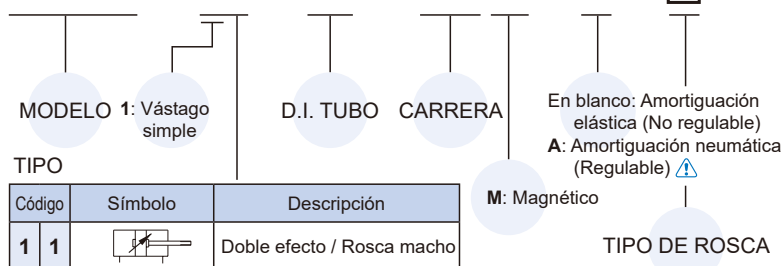 MODELO
1: Vástago
simple
D.I. TUBO
CARRERA
En blanco: Amortiguación
elástica (No regulable)
A: Amortiguación neumática
(Regulable)
M: Magnético
TIPO DE ROSCA
TIPO
Código Símbolo Descripción
1 1 Doble efecto / Rosca macho